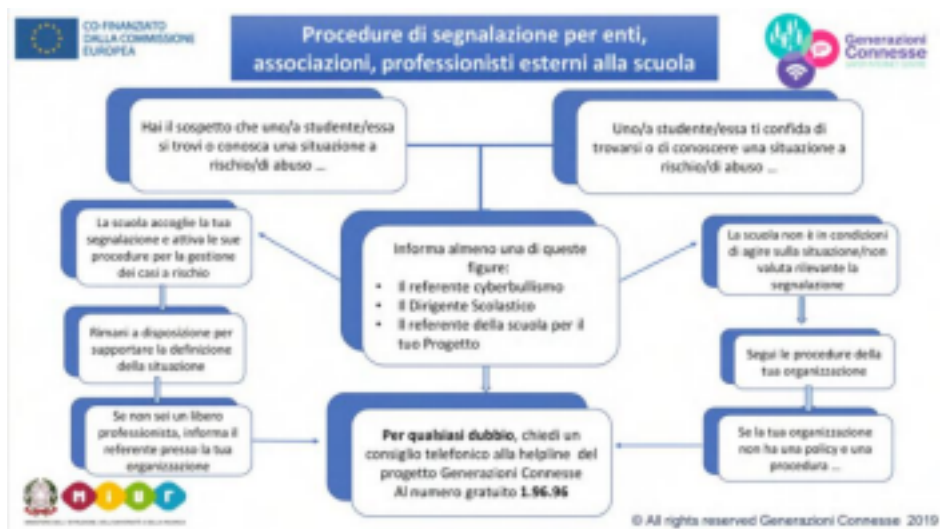 CO-FINANZIATO
DALLA COMMISSIONE
EUROPEA
Procedure di segnalazione per enti,
associazioni, professionisti esterni alla scuola
Generazioni
Connesse
Hai il sospetto che uno/a studente/essa
si trovi o conosca una situazione a
rischio/di abuso ...
Uno/a studente/essa ti confida di
trovarsi o di conoscere una situazione a
rischio/di abuso ...
La scuola accoglie la tua
segnalazione e attiva le sue
procedure per la gestione
dei casi a rischio
Informa almeno una di queste
figure:
• Il referente cyberbullismo
• Il Dirigente Scolastico
• Il referente della scuola per il
tuo Progetto
La scuola non è in condizioni
di agire sulla situazione/non
valuta rilevante la
segnalazione
Rimani a disposizione per
supportare la definizione
della situazione
Segui le procedure della
tua organizzazione
Se non sei un libero
professionista, informa il
referente presso la tua
organizzazione
Per qualsiasi dubbio, chiedi un
consiglio telefonico alla helpline del
progetto Generazioni Connesse
Al numero gratuito 1.96.96
Se la tua organizzazione
non ha una policy e una
procedura ...
miur
© All rights reserved Generazioni Connesse 2019